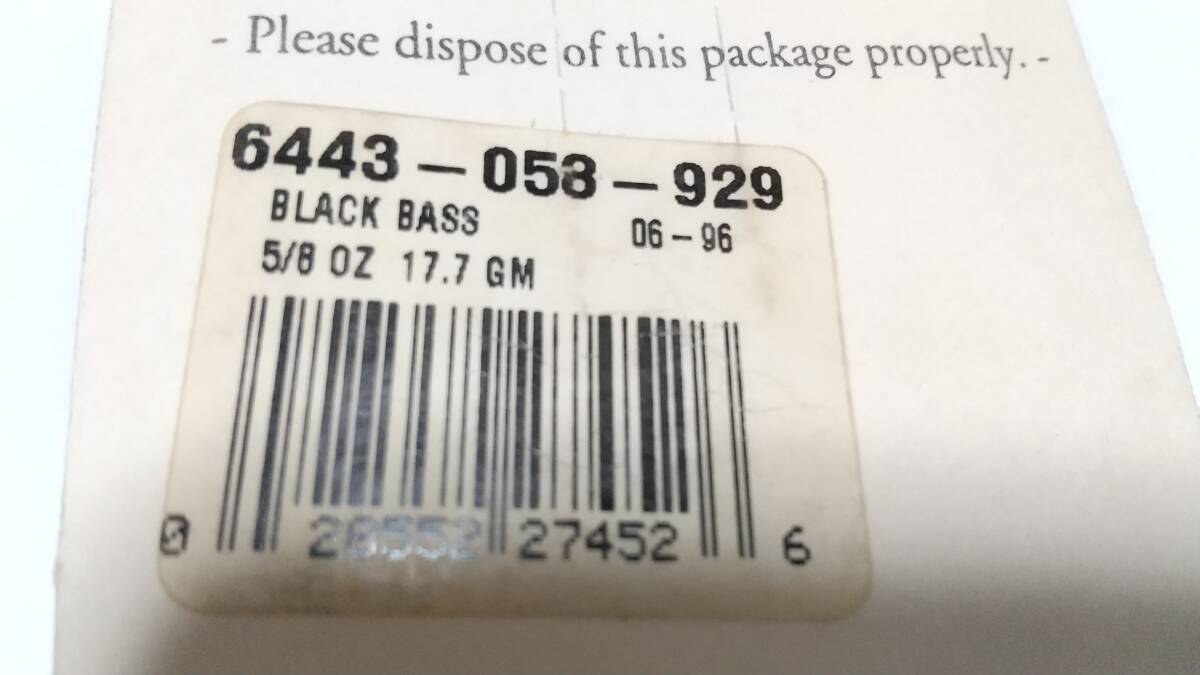 - Please dispose of this package properly. -
6443-058-929
BLACK BASS 06-96
5/8 OZ 17.7 GM
0 28552 27452 6